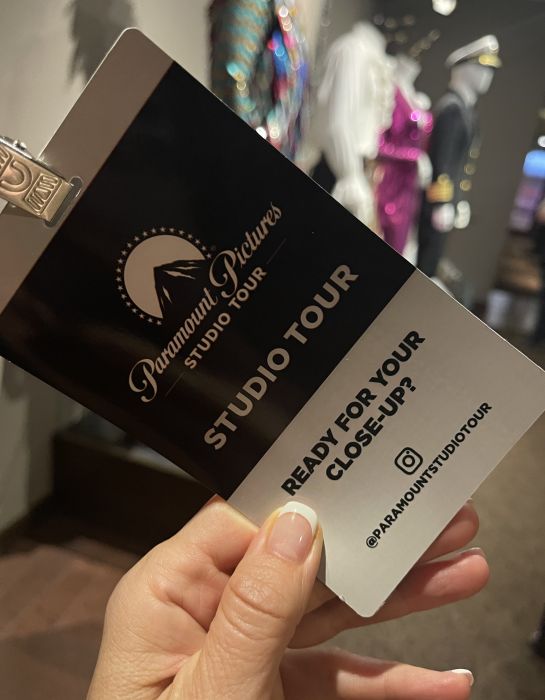 Paramount Pictures
STUDIO TOUR
STUDIO TOUR
READY FOR YOUR
CLOSE-UP?
@PARAMOUNTSTUDIOTOUR